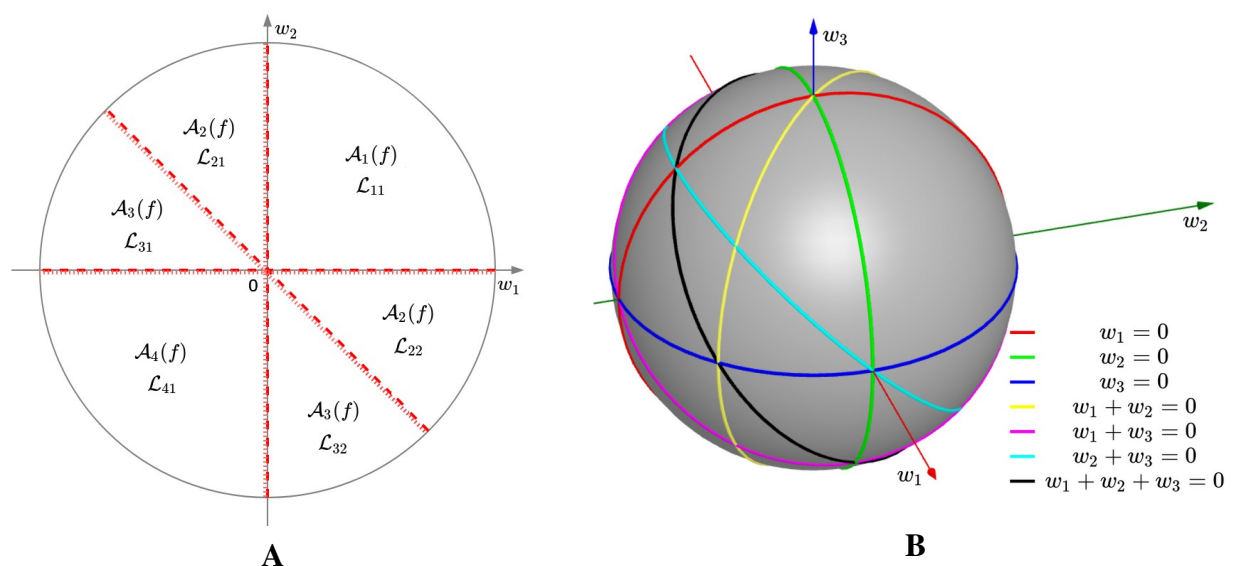 w₂
𝒜₂(f)
ℒ₂₁
𝒜₁(f)
ℒ₁₁
𝒜₃(f)
ℒ₃₁
0
w₁
𝒜₂(f)
ℒ₂₂
𝒜₄(f)
ℒ₄₁
𝒜₃(f)
ℒ₃₂
A
w₃
w₂
w₁
w₁ = 0
w₂ = 0
w₃ = 0
w₁ + w₂ = 0
w₁ + w₃ = 0
w₂ + w₃ = 0
w₁ + w₂ + w₃ = 0
B